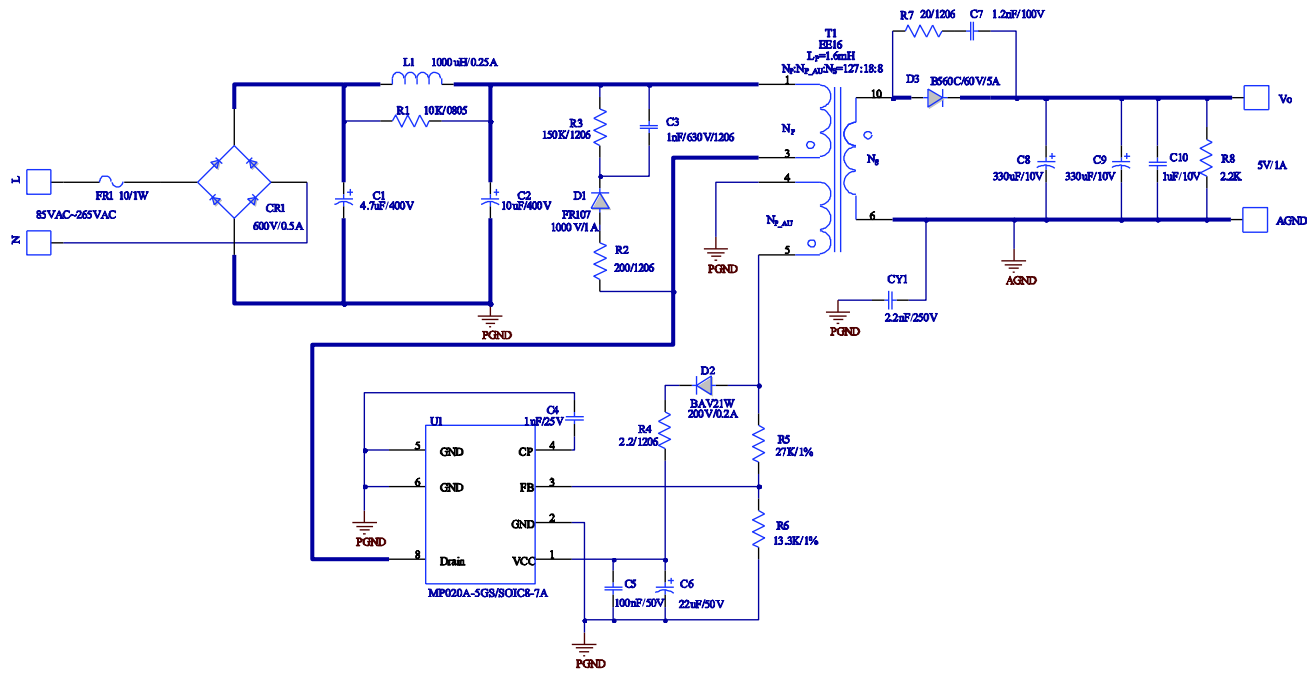 R7 20/1206 C7 1.2nF/100V
T1
EE16
LP=1.6mH
NP:NP_AU:NS=127:18:8
L1 1000uH/0.25A
R1 10K/0805
1
10
D3 B560C/60V/5A
Vo
R3
150K/1206
C3
1nF/630V/1206
NP
NS
3
4
L
FR1 10/1W
85VAC~265VAC
N
CR1
600V/0.5A
C1
4.7uF/400V
C2
10uF/400V
D1
FR107
1000V/1A
R2
200/1206
NP_AU
5
6
PGND
C8
330uF/10V
C9
330uF/10V
C10
1uF/10V
R8
2.2K
5V/1A
AGND
AGND
CY1
2.2nF/250V
PGND
PGND
D2
BAV21W
200V/0.2A
C4
1nF/25V
U1
R4
2.2/1206
R5
27K/1%
5 GND CP 4
6 GND FB 3
GND 2
8 Drain VCC 1
PGND
R6
13.3K/1%
MP020A-5GS/SOIC8-7A
C5
100nF/50V
C6
22uF/50V
PGND